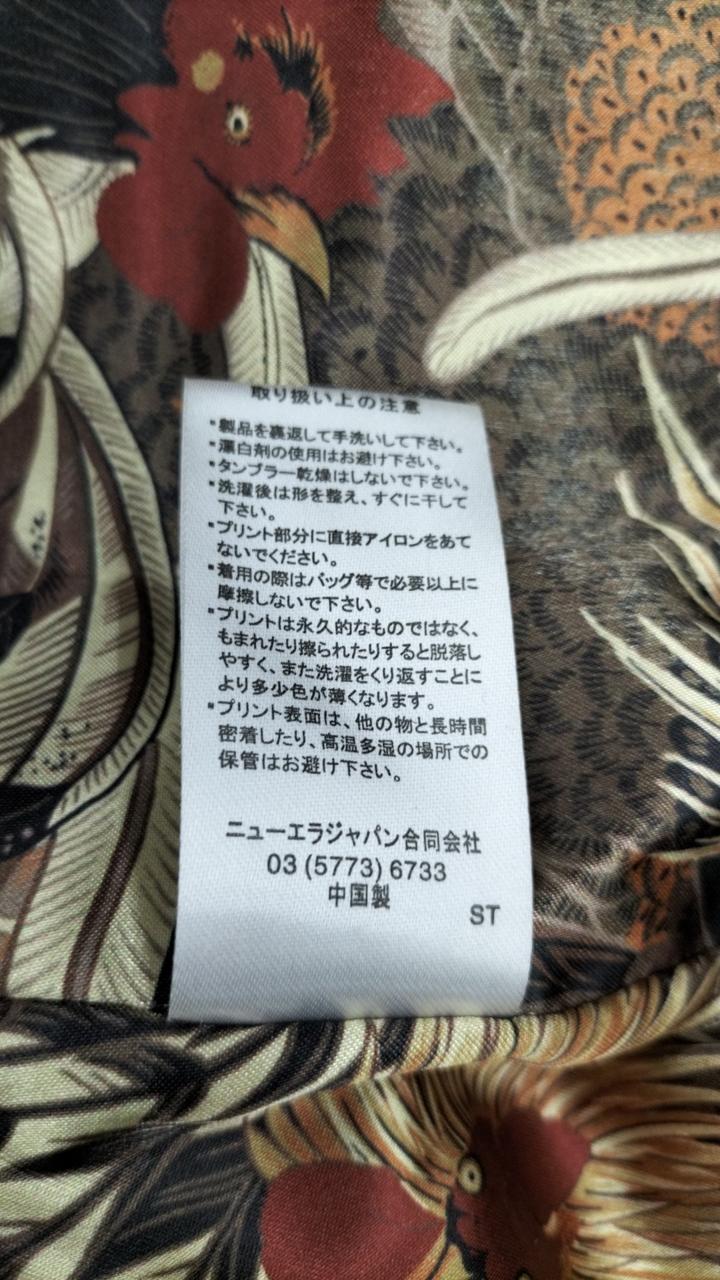 取り扱い上の注意
*製品を裏返して手洗いして下さい。
*漂白剤の使用はお避け下さい。
*タンブラー乾燥はしないで下さい。
*洗濯後は形を整え、すぐに干して
下さい。
*プリント部分に直接アイロンをあて
ないでください。
*着用の際はバッグ等で必要以上に
摩擦しないで下さい。
*プリントは永久的なものではなく、
もまれたり擦られたりすると脱落し
やすく、また洗濯をくり返すことに
より多少色が薄くなります。
*プリント表面は、他の物と長時間
密着したり、高温多湿の場所での
保管はお避け下さい。
ニューエラジャパン合同会社
03 (5773) 6733
中国製
ST